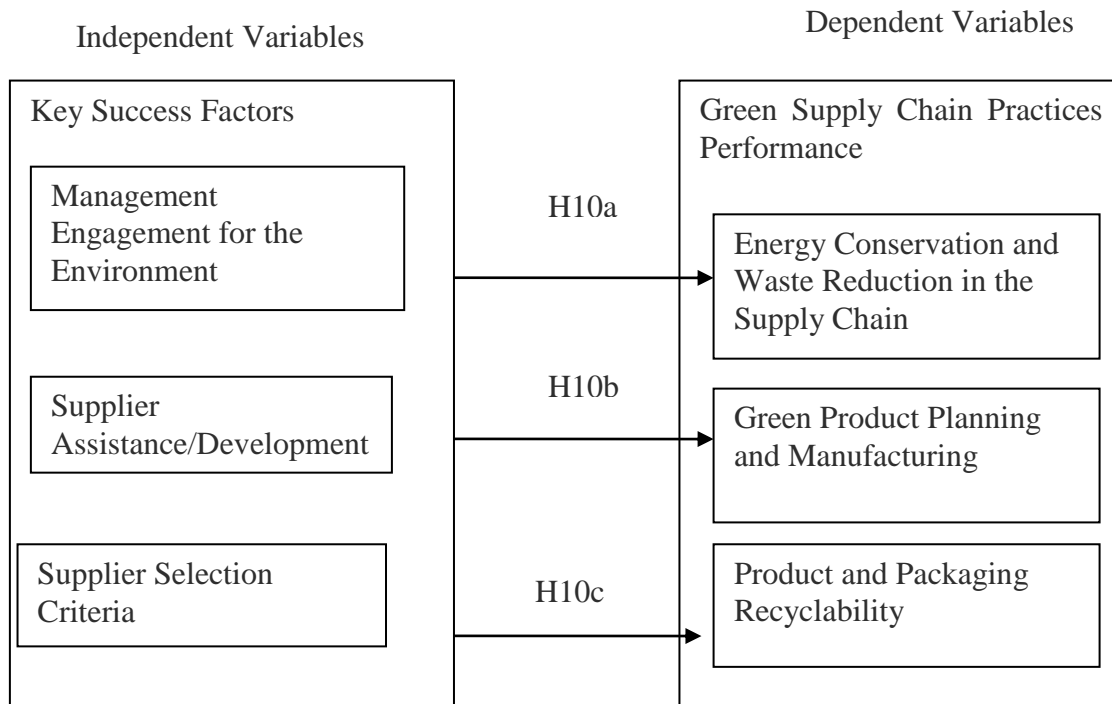 Independent Variables
Dependent Variables
Key Success Factors
Management
Engagement for the
Environment
Supplier
Assistance/Development
Supplier Selection
Criteria
H10a
H10b
H10c
Green Supply Chain Practices
Performance
Energy Conservation and
Waste Reduction in the
Supply Chain
Green Product Planning
and Manufacturing
Product and Packaging
Recyclability